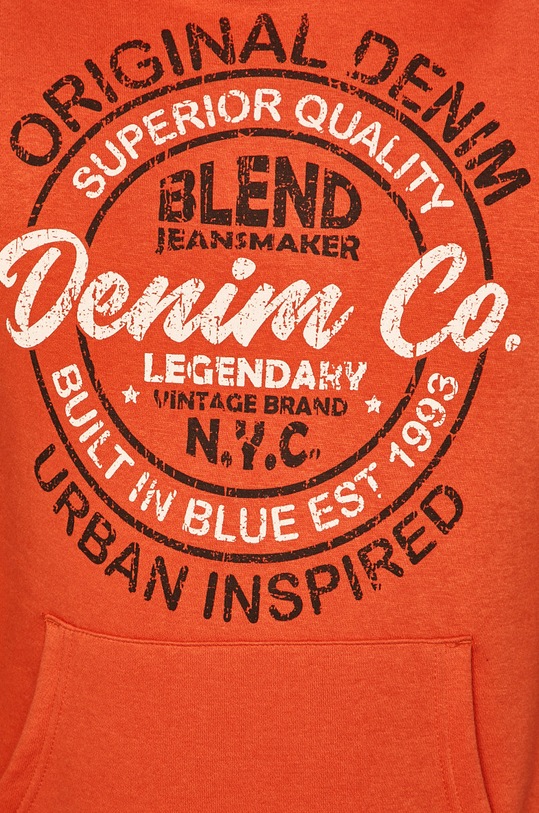 ORIGINAL DENIM
SUPERIOR QUALITY
BLEND
JEANSMAKER
Denim Co.
LEGENDARY
VINTAGE BRAND
N.Y.C.
BUILT IN BLUE EST 1993
URBAN INSPIRED